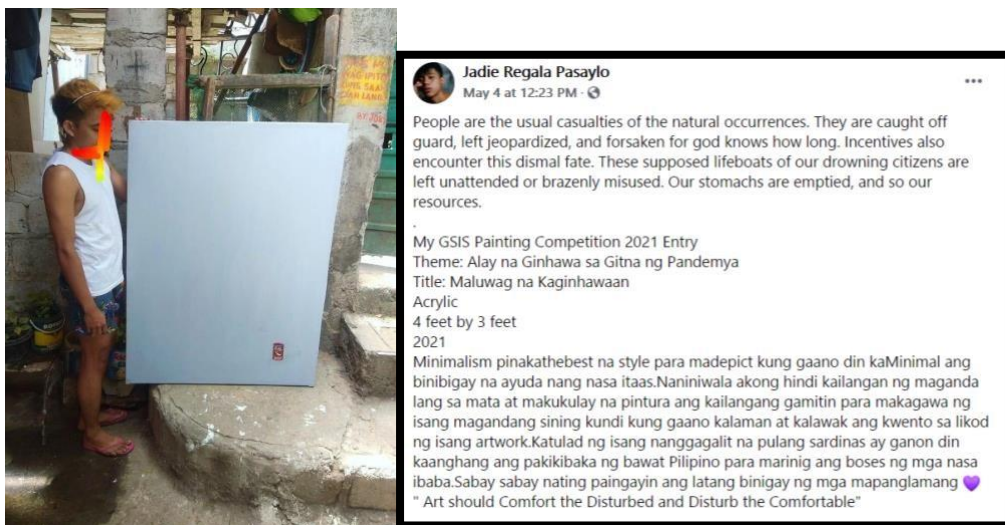 Jadie Regala Pasaylo
May 4 at 12:23 PM ·
People are the usual casualties of the natural occurrences. They are caught off
guard, left jeopardized, and forsaken for god knows how long. Incentives also
encounter this dismal fate. These supposed lifeboats of our drowning citizens are
left unattended or brazenly misused. Our stomachs are emptied, and so our
resources.
.
My GSIS Painting Competition 2021 Entry
Theme: Alay na Ginhawa sa Gitna ng Pandemya
Title: Maluwag na Kaginhawaan
Acrylic
4 feet by 3 feet
2021
Minimalism pinakathebest na style para madepict kung gaano din kaMinimal ang
binibigay na ayuda nang nasa itaas.Naniniwala akong hindi kailangan ng maganda
lang sa mata at makukulay na pintura ang kailangang gamitin para makagawa ng
isang magandang sining kundi kung gaano kalaman at kalawak ang kwento sa likod
ng isang artwork.Katulad ng isang nanggagalit na pulang sardinas ay ganon din
kaanghang ang pakikibaka ng bawat Pilipino para marinig ang boses ng mga nasa
ibaba.Sabay sabay nating paingayin ang latang binigay ng mga mapanglamang 💜
" Art should Comfort the Disturbed and Disturb the Comfortable"